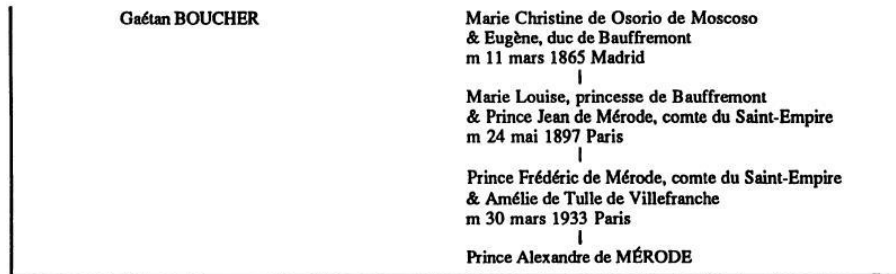 Gaétan BOUCHER
Marie Christine de Osorio de Moscoso
& Eugène, duc de Bauffremont
m 11 mars 1865 Madrid
Marie Louise, princesse de Bauffremont
& Prince Jean de Mérode, comte du Saint-Empire
m 24 mai 1897 Paris
Prince Frédéric de Mérode, comte du Saint-Empire
& Amélie de Tulle de Villefranche
m 30 mars 1933 Paris
Prince Alexandre de MÉRODE